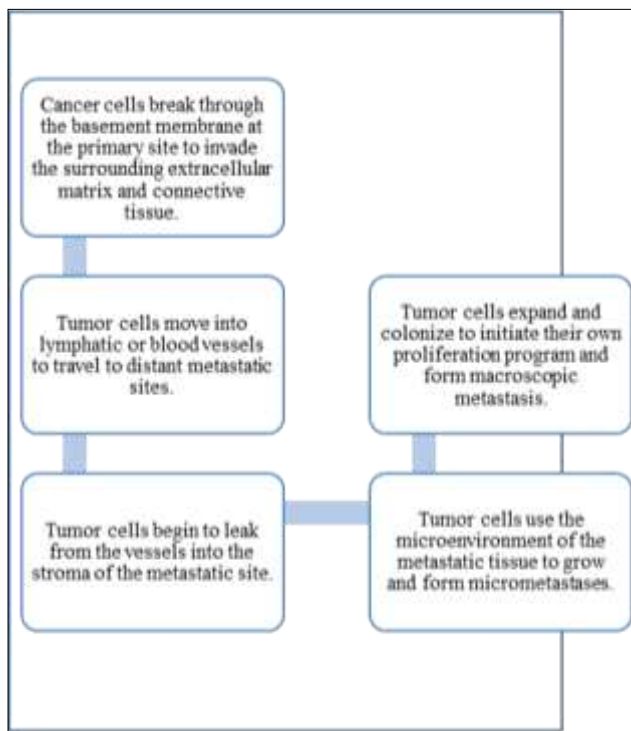 Cancer cells break through
the basement membrane at
the primary site to invade
the surrounding extracellular
matrix and connective
tissue.
Tumor cells move into
lymphatic or blood vessels
to travel to distant metastatic
sites.
Tumor cells begin to leak
from the vessels into the
stroma of the metastatic site.
Tumor cells use the
microenvironment of the
metastatic tissue to grow
and form micrometastases.
Tumor cells expand and
colonize to initiate their own
proliferation program and
form macroscopic
metastasis.